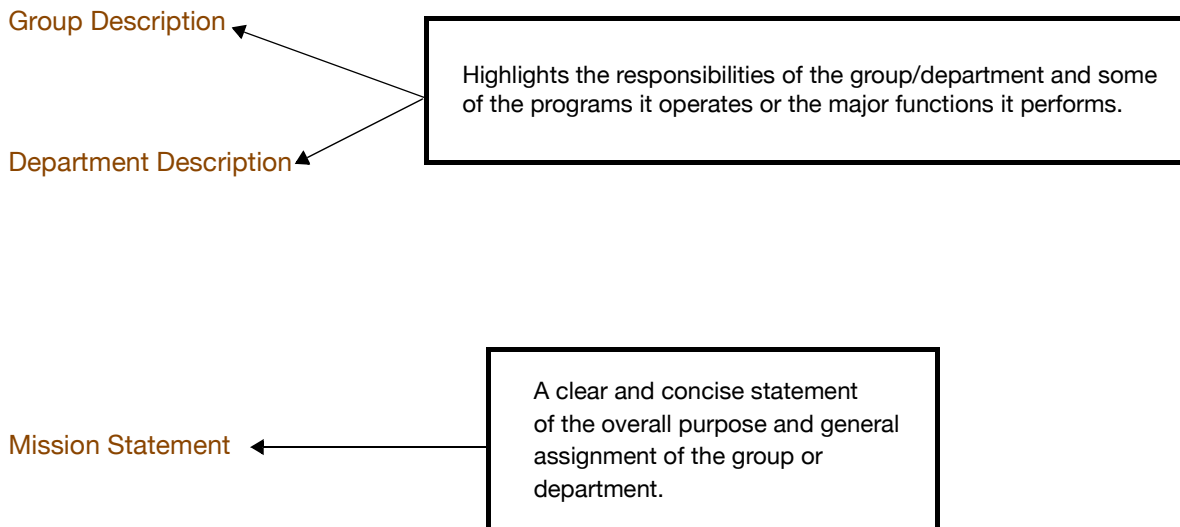 Group Description
Highlights the responsibilities of the group/department and some
of the programs it operates or the major functions it performs.
Department Description
Mission Statement
A clear and concise statement
of the overall purpose and general
assignment of the group or
department.